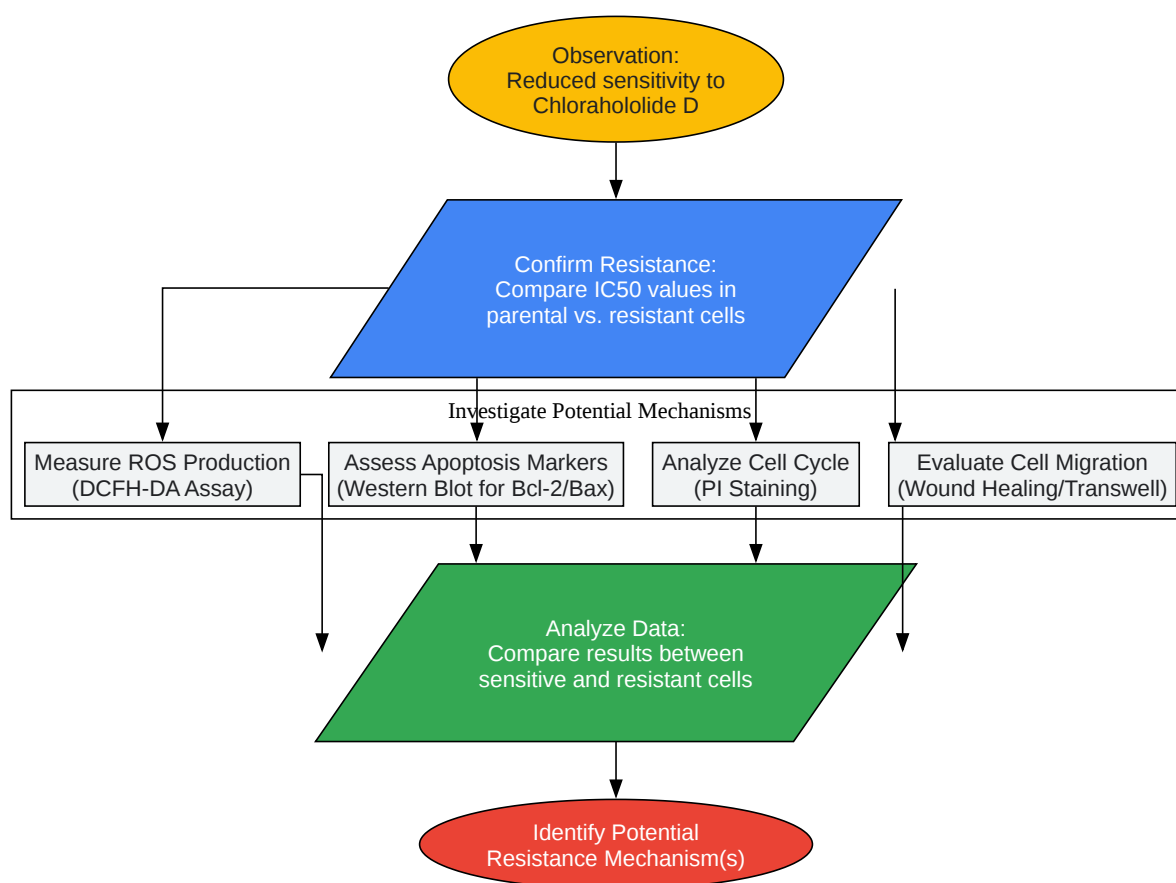 Observation:
Reduced sensitivity to
Chlorahololide D
Confirm Resistance:
Compare IC50 values in
parental vs. resistant cells
Investigate Potential Mechanisms
Measure ROS Production
(DCFH-DA Assay)
Assess Apoptosis Markers
(Western Blot for Bcl-2/Bax)
Analyze Cell Cycle
(PI Staining)
Evaluate Cell Migration
(Wound Healing/Transwell)
Analyze Data:
Compare results between
sensitive and resistant cells
Identify Potential
Resistance Mechanism(s)